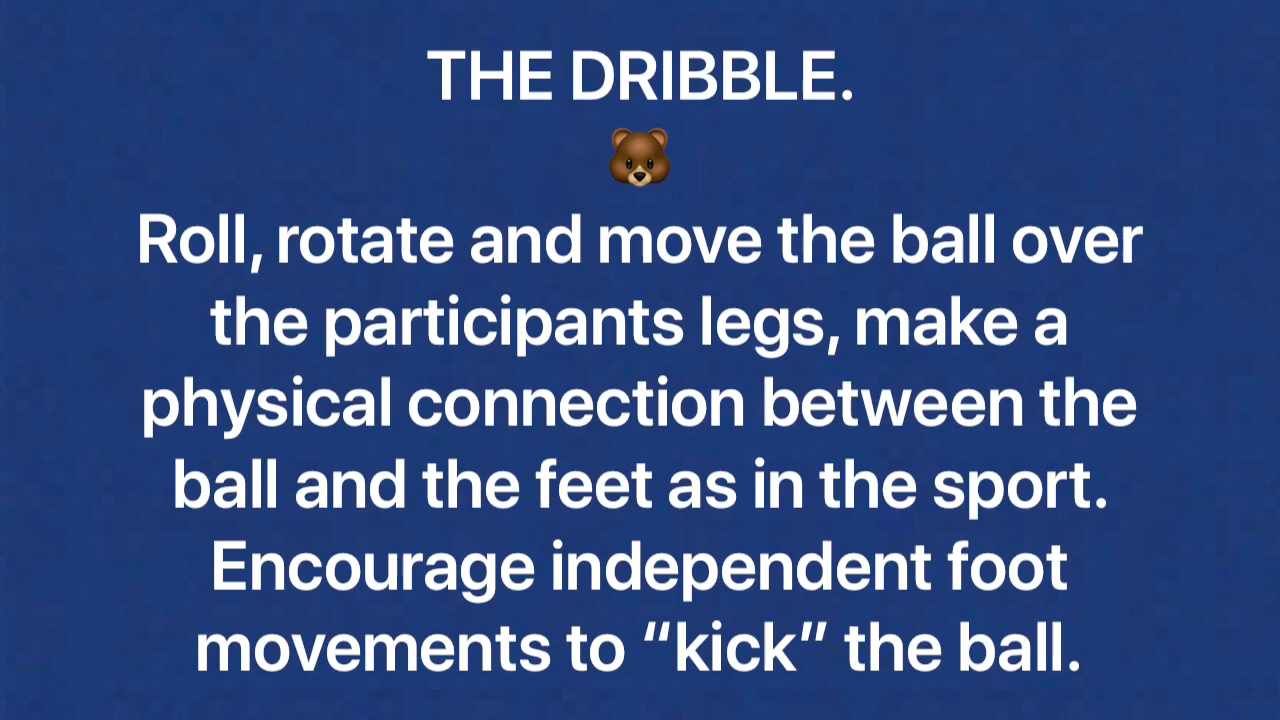 THE DRIBBLE.
🐻
Roll, rotate and move the ball over
the participants legs, make a
physical connection between the
ball and the feet as in the sport.
Encourage independent foot
movements to “kick” the ball.